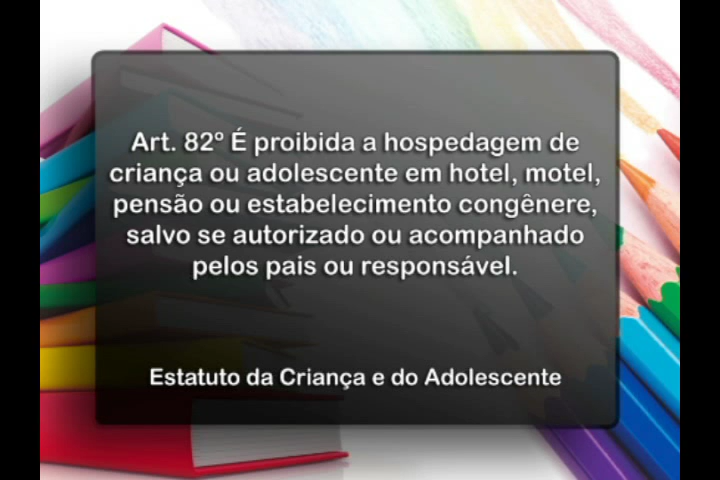 Art. 82º É proibida a hospedagem de
criança ou adolescente em hotel, motel,
pensão ou estabelecimento congênere,
salvo se autorizado ou acompanhado
pelos pais ou responsável.
Estatuto da Criança e do Adolescente